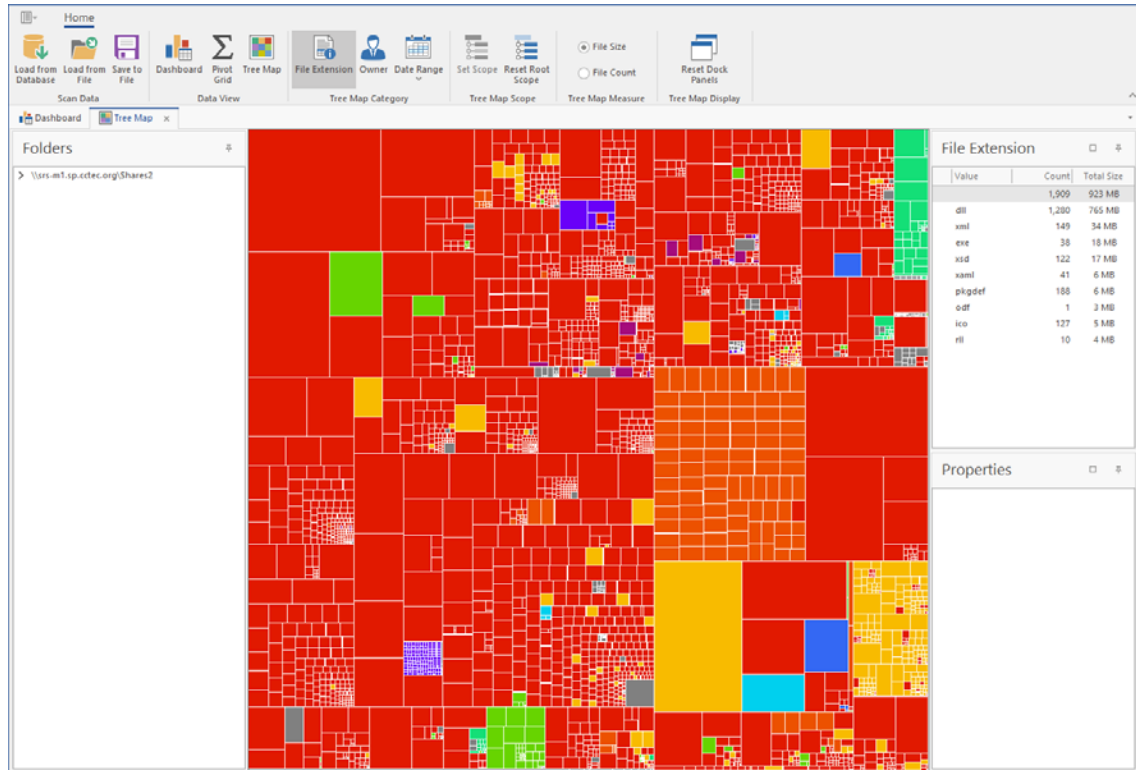 Home
Load from Database
Load from File
Save to File
Dashboard
Pivot Grid
Tree Map
File Extension
Owner
Date Range
Set Scope
Reset Root Scope
File Size
File Count
Reset Dock Panels
Scan Data
Data View
Tree Map Category
Tree Map Scope
Tree Map Measure
Tree Map Display
Dashboard
Tree Map
Folders
\\srs-m1.sp.cctec.org\Shares2
File Extension
Value Count Total Size
1,909 923 MB
dll 1,280 765 MB
xml 149 34 MB
exe 38 18 MB
xsd 122 17 MB
xaml 41 6 MB
pkgdef 188 6 MB
odf 1 3 MB
ico 127 5 MB
rll 10 4 MB
Properties